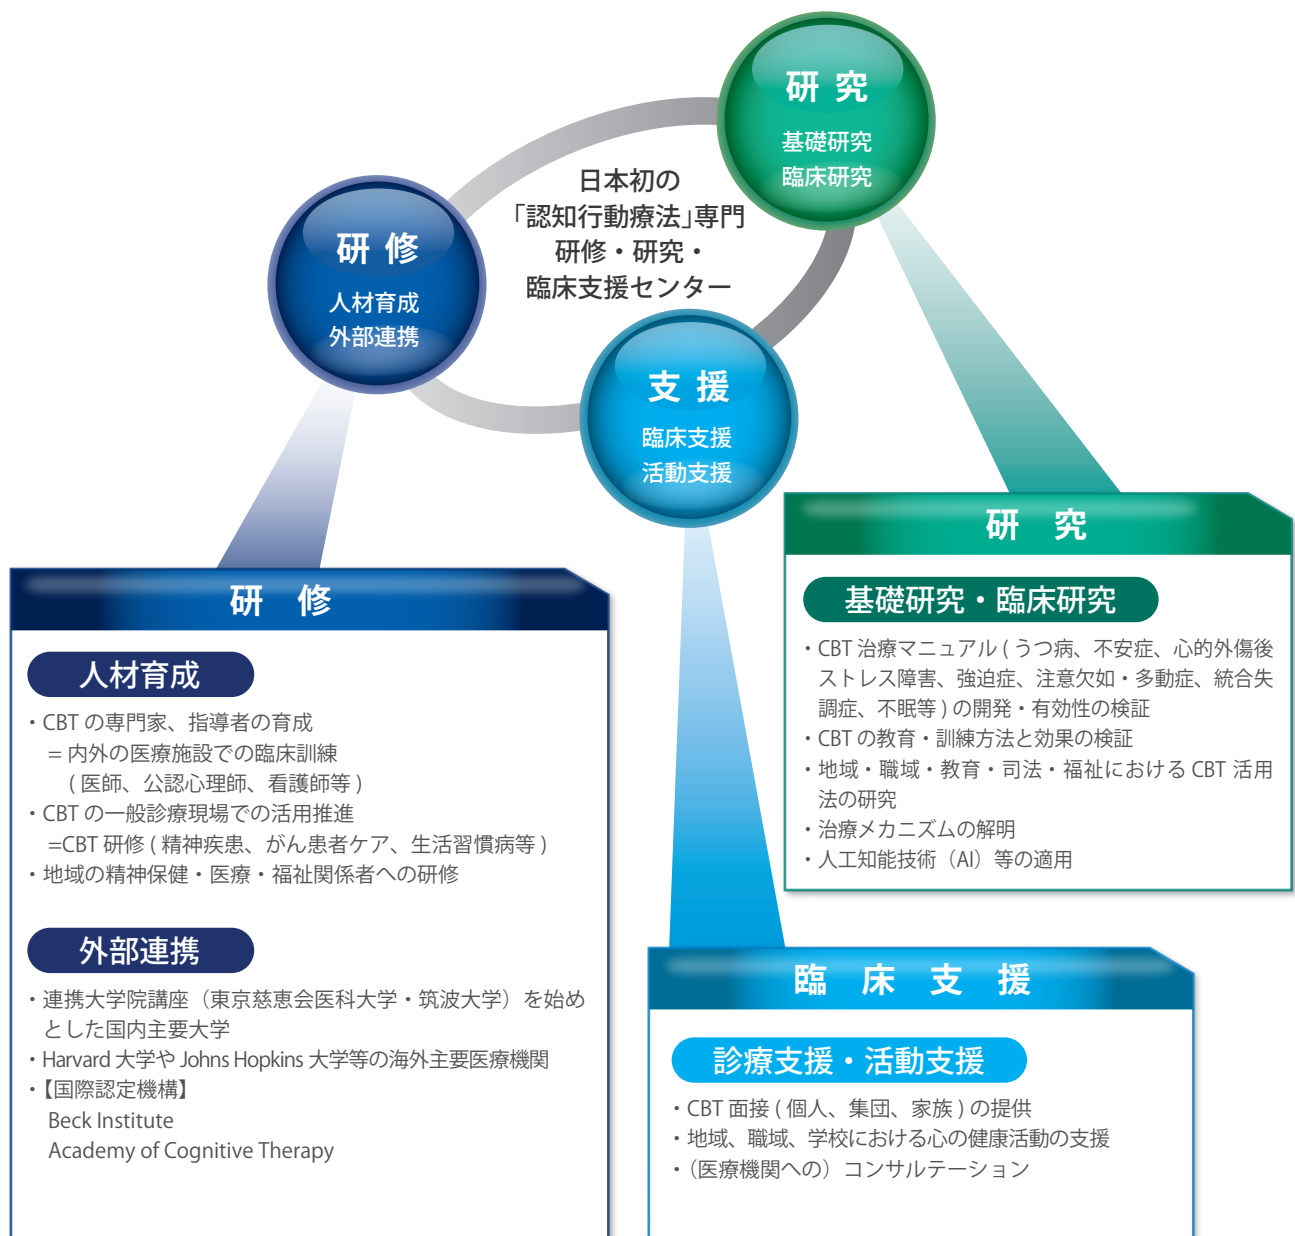 研究
基礎研究
臨床研究
日本初の
「認知行動療法」専門
研修・研究・
臨床支援センター
研修
人材育成
外部連携
支援
臨床支援
活動支援
研修
人材育成
・CBT の専門家、指導者の育成
= 内外の医療施設での臨床訓練
( 医師、公認心理師、看護師等 )
・CBT の一般診療現場での活用推進
=CBT 研修 ( 精神疾患、がん患者ケア、生活習慣病等 )
・地域の精神保健・医療・福祉関係者への研修
外部連携
・連携大学院講座（東京慈恵会医科大学・筑波大学）を始め
とした国内主要大学
・Harvard 大学や Johns Hopkins 大学等の海外主要医療機関
・【国際認定機構】
Beck Institute
Academy of Cognitive Therapy
研究
基礎研究・臨床研究
・CBT 治療マニュアル ( うつ病、不安症、心的外傷後
ストレス障害、強迫症、注意欠如・多動症、統合失
調症、不眠等 ) の開発・有効性の検証
・CBT の教育・訓練方法と効果の検証
・地域・職域・教育・司法・福祉における CBT 活用
法の研究
・治療メカニズムの解明
・人工知能技術（AI）等の適用
臨床支援
診療支援・活動支援
・CBT 面接 ( 個人、集団、家族 ) の提供
・地域、職域、学校における心の健康活動の支援
・（医療機関への）コンサルテーション